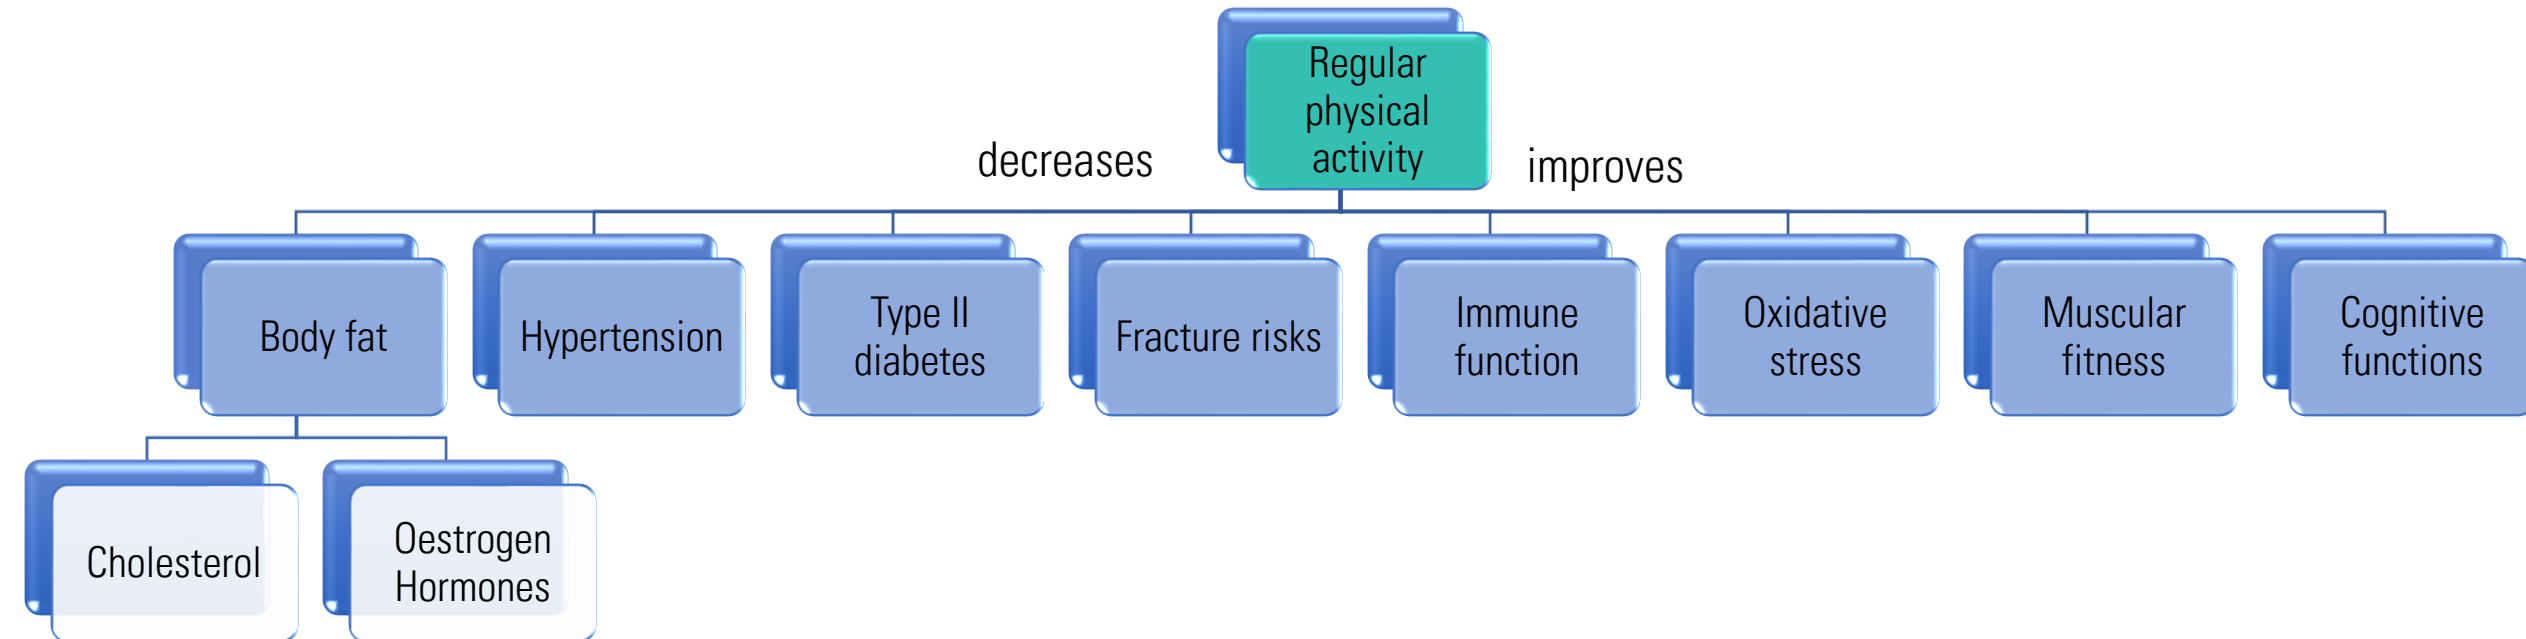 Regular
physical
activity
decreases
improves
Body fat
Hypertension
Type II
diabetes
Fracture risks
Immune
function
Oxidative
stress
Muscular
fitness
Cognitive
functions
Cholesterol
Oestrogen
Hormones